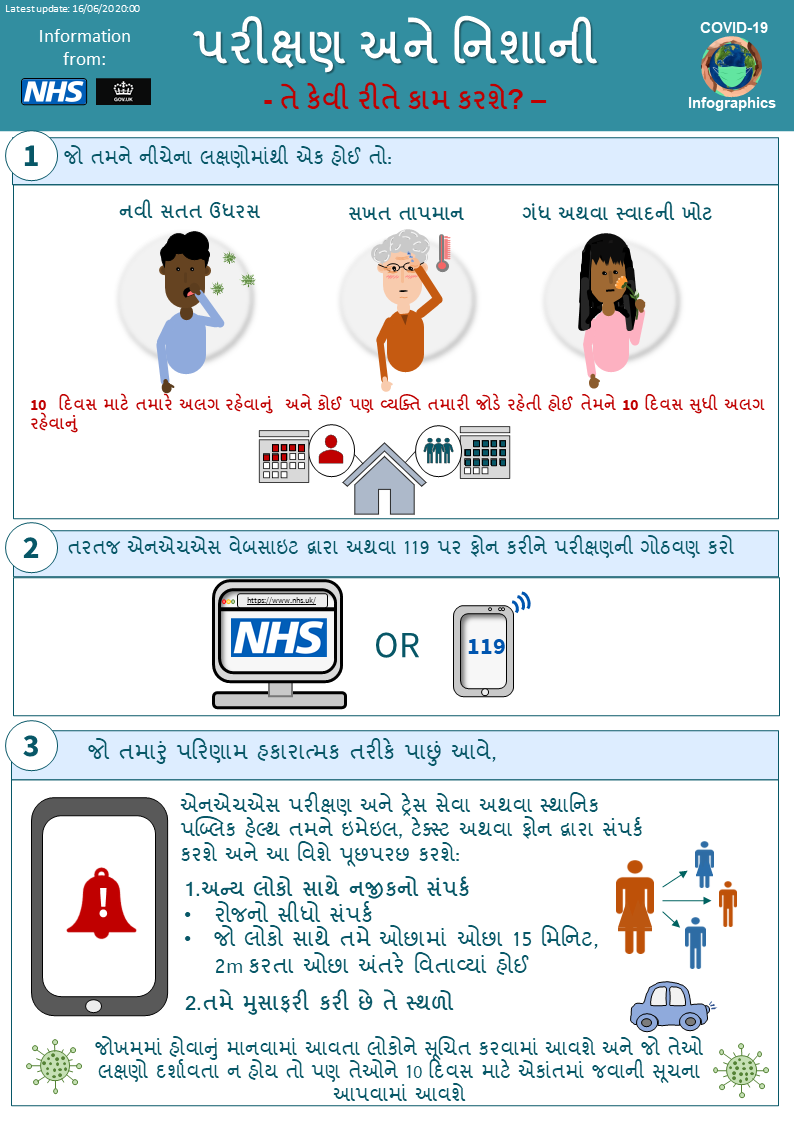 Latest update: 16/06/2020:00
Information
from:
NHS
GOV.UK
પરીક્ષણ અને નિશાની
- તે કેવી રીતે કામ કરશે? –
COVID-19
Infographics
1
જો તમને નીચેના લક્ષણોમાંથી એક હોઈ તો:
નવી સતત ઉધરસ
સખત તાપમાન
ગંધ અથવા સ્વાદની ખોટ
10 દિવસ માટે તમારે અલગ રહેવાનું અને કોઈ પણ વ્યક્તિ તમારી જોડે રહેતી હોઈ તેમને 10 દિવસ સુધી અલગ
રહેવાનું
2
તરતજ એનએચએસ વેબસાઇટ દ્વારા અથવા 119 પર ફોન કરીને પરીક્ષણની ગોઠવણ કરો
https://www.nhs.uk/
NHS
OR
119
3
જો તમારું પરિણામ હકારાત્મક તરીકે પાછું આવે,
એનએચએસ પરીક્ષણ અને ટ્રેસ સેવા અથવા સ્થાનિક
પબ્લિક હેલ્થ તમને ઇમેઇલ, ટેક્સ્ટ અથવા ફોન દ્વારા સંપર્ક
કરશે અને આ વિશે પૂછપરછ કરશે:
1.અન્ય લોકો સાથે નજીકનો સંપર્ક
• રોજનો સીધો સંપર્ક
• જો લોકો સાથે તમે ઓછામાં ઓછા 15 મિનિટ,
2m કરતા ઓછા અંતરે વિતાવ્યાં હોઈ
2.તમે મુસાફરી કરી છે તે સ્થળો
જોખમમાં હોવાનું માનવામાં આવતા લોકોને સૂચિત કરવામાં આવશે અને જો તેઓ
લક્ષણો દર્શાવતા ન હોય તો પણ તેઓને 10 દિવસ માટે એકાંતમાં જવાની સૂચના
આપવામાં આવશે